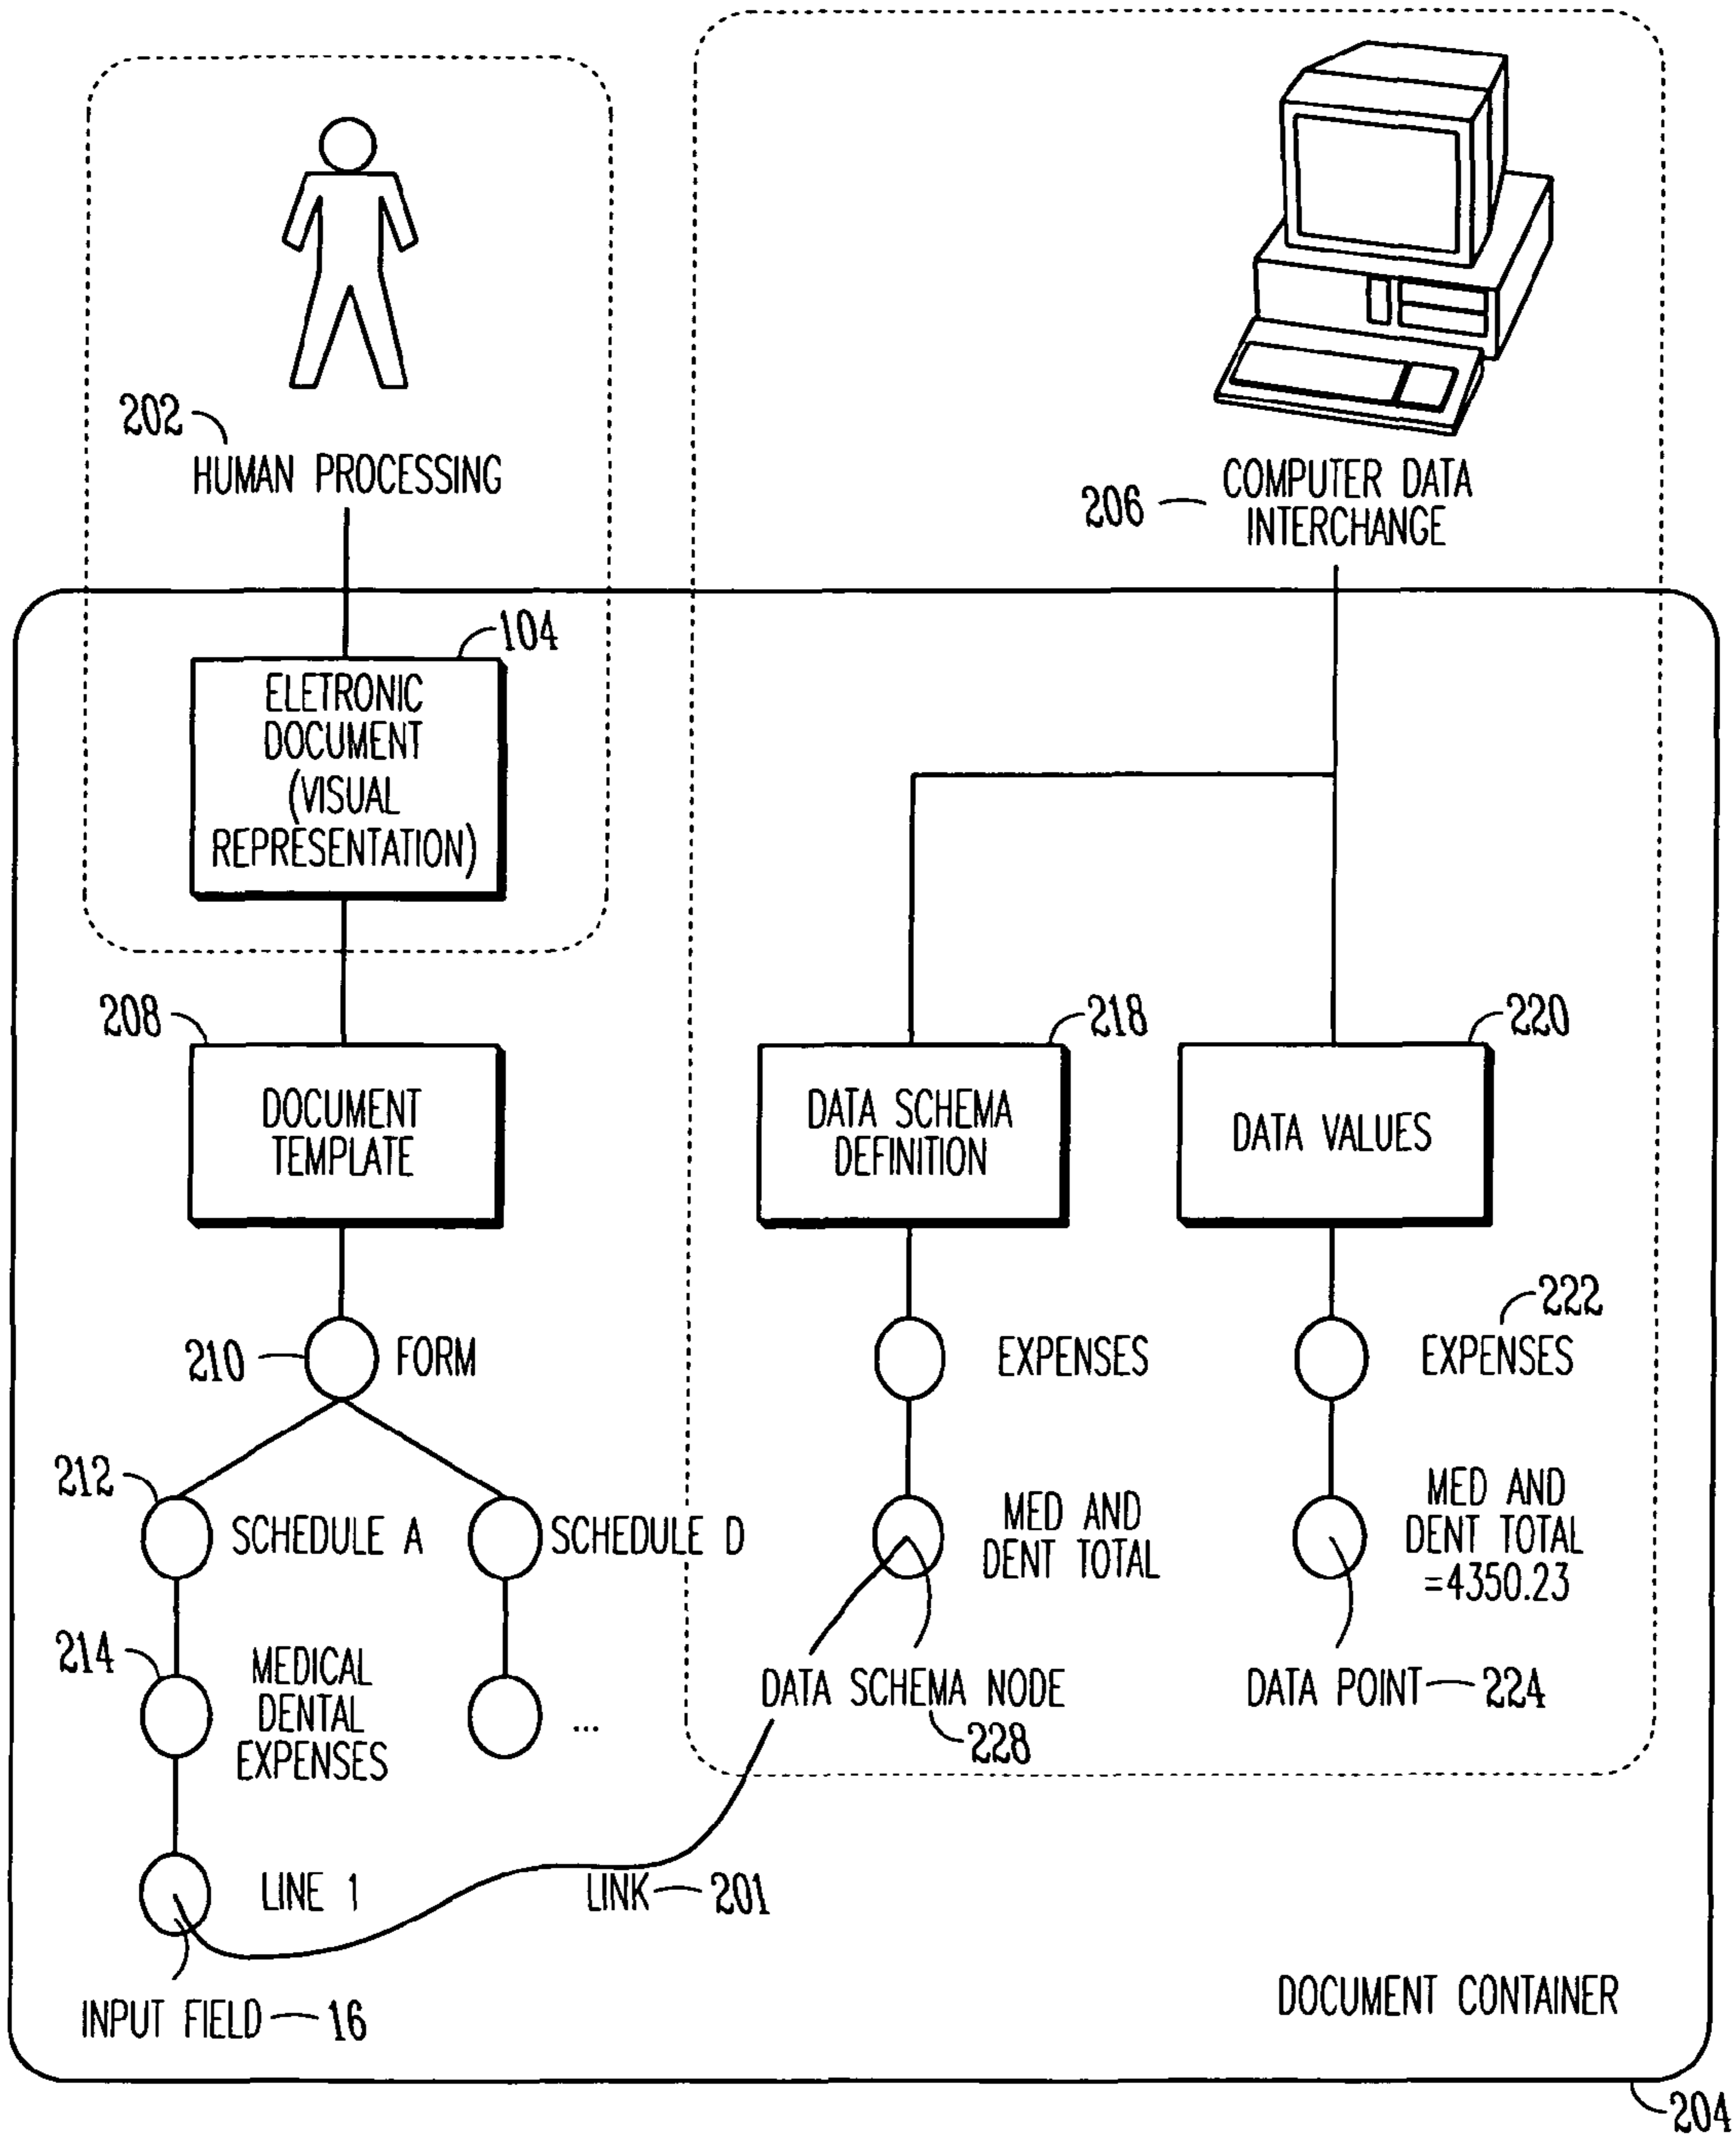 202
HUMAN PROCESSING
206
COMPUTER DATA
INTERCHANGE
104
ELETRONIC
DOCUMENT
(VISUAL
REPRESENTATION)
208
DOCUMENT
TEMPLATE
218
DATA SCHEMA
DEFINITION
220
DATA VALUES
210
FORM
EXPENSES
222
EXPENSES
212
SCHEDULE A
SCHEDULE D
MED AND
DENT TOTAL
MED AND
DENT TOTAL
=4350.23
214
MEDICAL
DENTAL
EXPENSES
...
DATA SCHEMA NODE
228
DATA POINT
224
LINE 1
LINK
201
INPUT FIELD
16
DOCUMENT CONTAINER
204